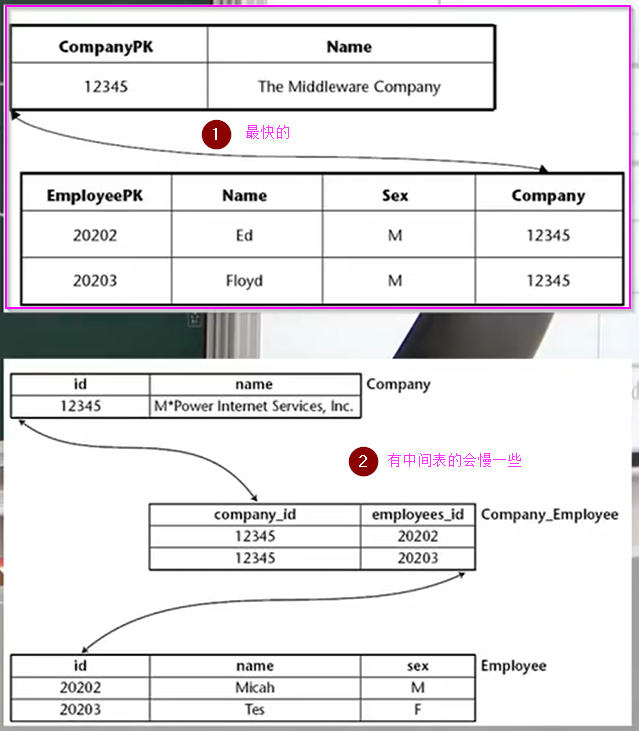 CompanyPK Name
12345 The Middleware Company
1 最快的
EmployeePK Name Sex Company
20202 Ed M 12345
20203 Floyd M 12345
id name Company
12345 M*Power Internet Services, Inc.
2 有中间表的会慢一些
company_id employees_id Company_Employee
12345 20202
12345 20203
id name sex Employee
20202 Micah M
20203 Tes F